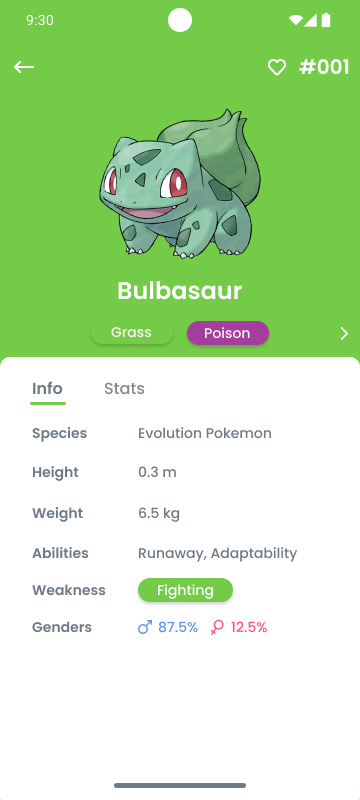 9:30
#001
Bulbasaur
Grass Poison
Info Stats
Species Evolution Pokemon
Height 0.3 m
Weight 6.5 kg
Abilities Runaway, Adaptability
Weakness Fighting
Genders 87.5% 12.5%